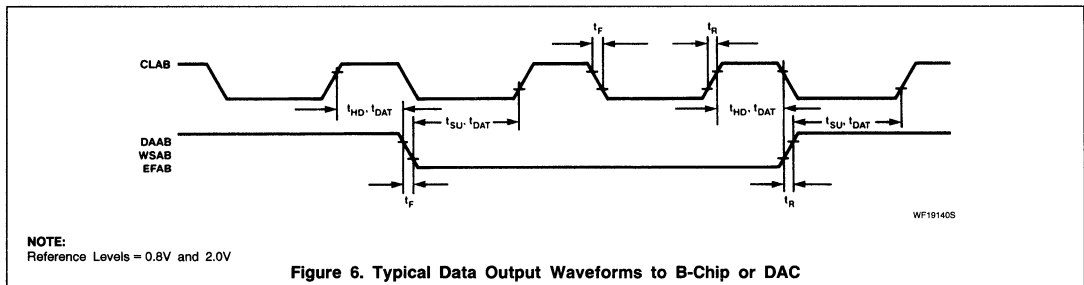 t_F
t_R
CLAB
t_HD, t_DAT
t_SU, t_DAT
t_HD, t_DAT
t_SU, t_DAT
DAAB
WSAB
EFAB
t_F
t_R
WF19140S
NOTE:
Reference Levels = 0.8V and 2.0V
Figure 6. Typical Data Output Waveforms to B-Chip or DAC